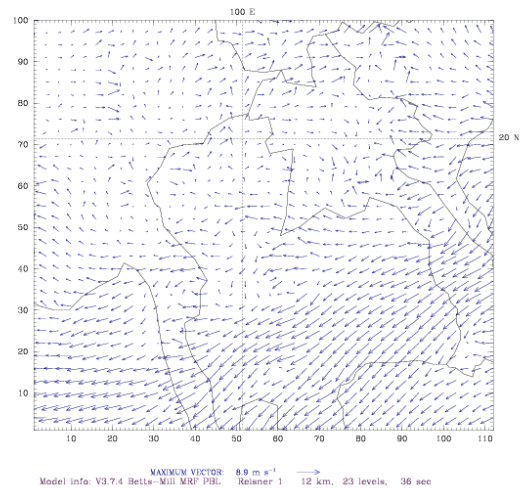 100 E
100
90
80
20 N
70
60
50
40
30
20
10
10 20 30 40 50 60 70 80 90 100 110
MAXIMUM VECTOR: 8.9 m s⁻¹
Model info: V3.7.4 Betts-Mill MRF PBL Reisner 1 12 km, 23 levels, 36 sec